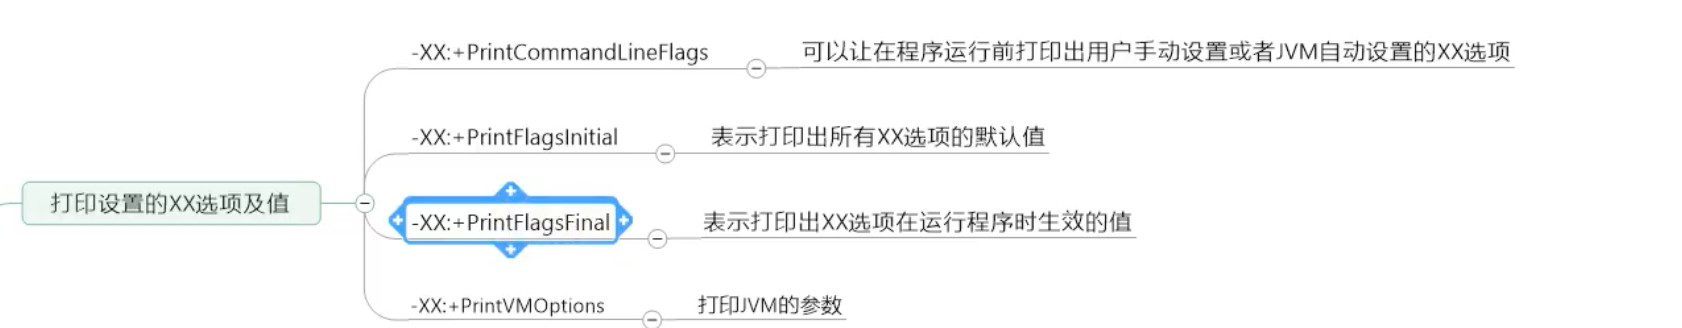 -XX:+PrintCommandLineFlags 可以让在程序运行前打印出用户手动设置或者JVM自动设置的XX选项
-XX:+PrintFlagsInitial 表示打印出所有XX选项的默认值
打印设置的XX选项及值
-XX:+PrintFlagsFinal 表示打印出XX选项在运行程序时生效的值
-XX:+PrintVMOptions 打印JVM的参数